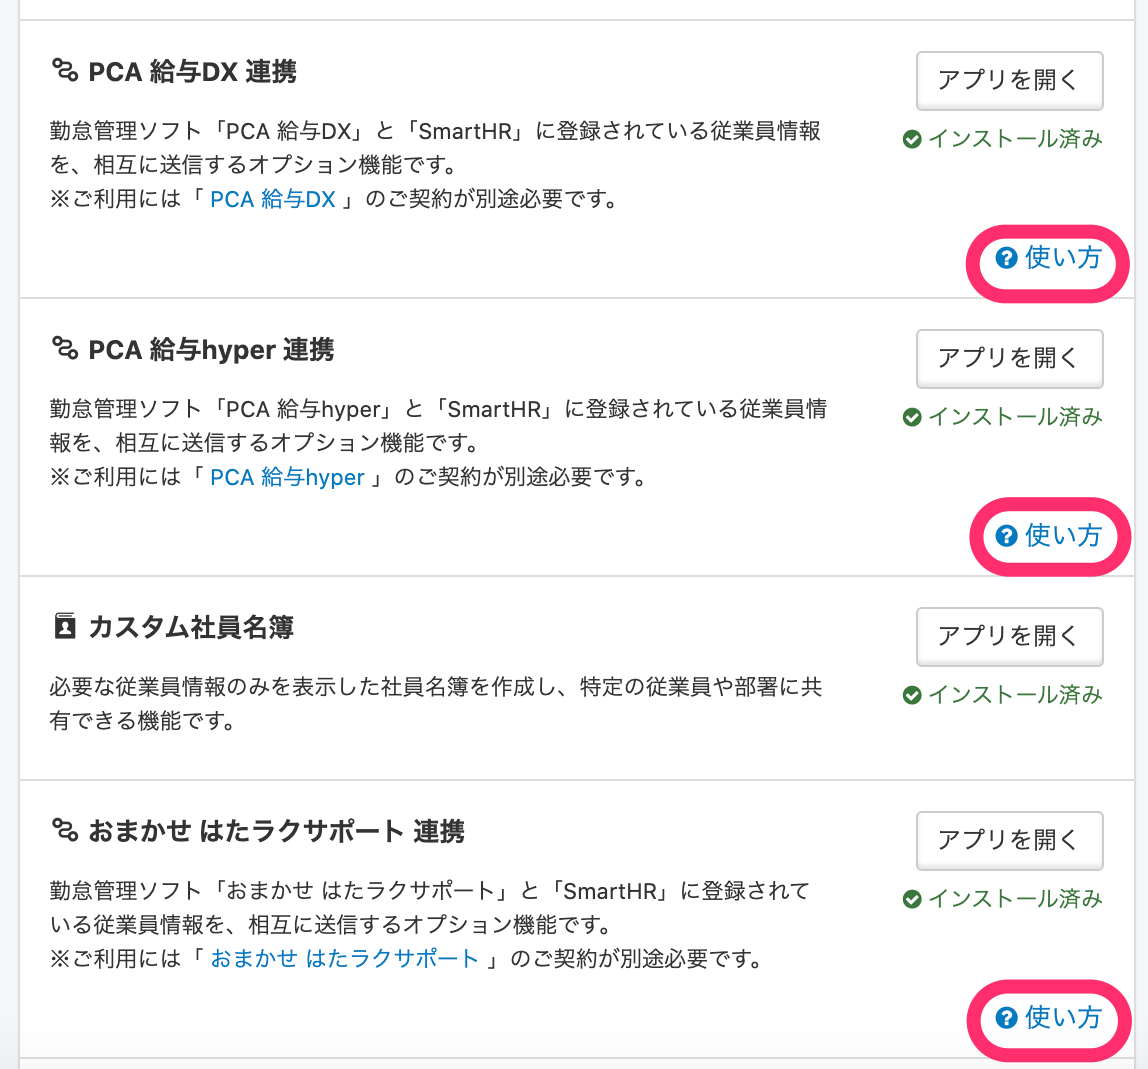 PCA 給与DX 連携
アプリを開く
インストール済み
勤怠管理ソフト「PCA 給与DX」と「SmartHR」に登録されている従業員情報
を、相互に送信するオプション機能です。
※ご利用には「 PCA 給与DX 」のご契約が別途必要です。
使い方
PCA 給与hyper 連携
アプリを開く
インストール済み
勤怠管理ソフト「PCA 給与hyper」と「SmartHR」に登録されている従業員情
報を、相互に送信するオプション機能です。
※ご利用には「 PCA 給与hyper 」のご契約が別途必要です。
使い方
カスタム社員名簿
アプリを開く
インストール済み
必要な従業員情報のみを表示した社員名簿を作成し、特定の従業員や部署に共
有できる機能です。
おまかせ はたラクサポート 連携
アプリを開く
インストール済み
勤怠管理ソフト「おまかせ はたラクサポート」と「SmartHR」に登録されて
いる従業員情報を、相互に送信するオプション機能です。
※ご利用には「 おまかせ はたラクサポート 」のご契約が別途必要です。
使い方